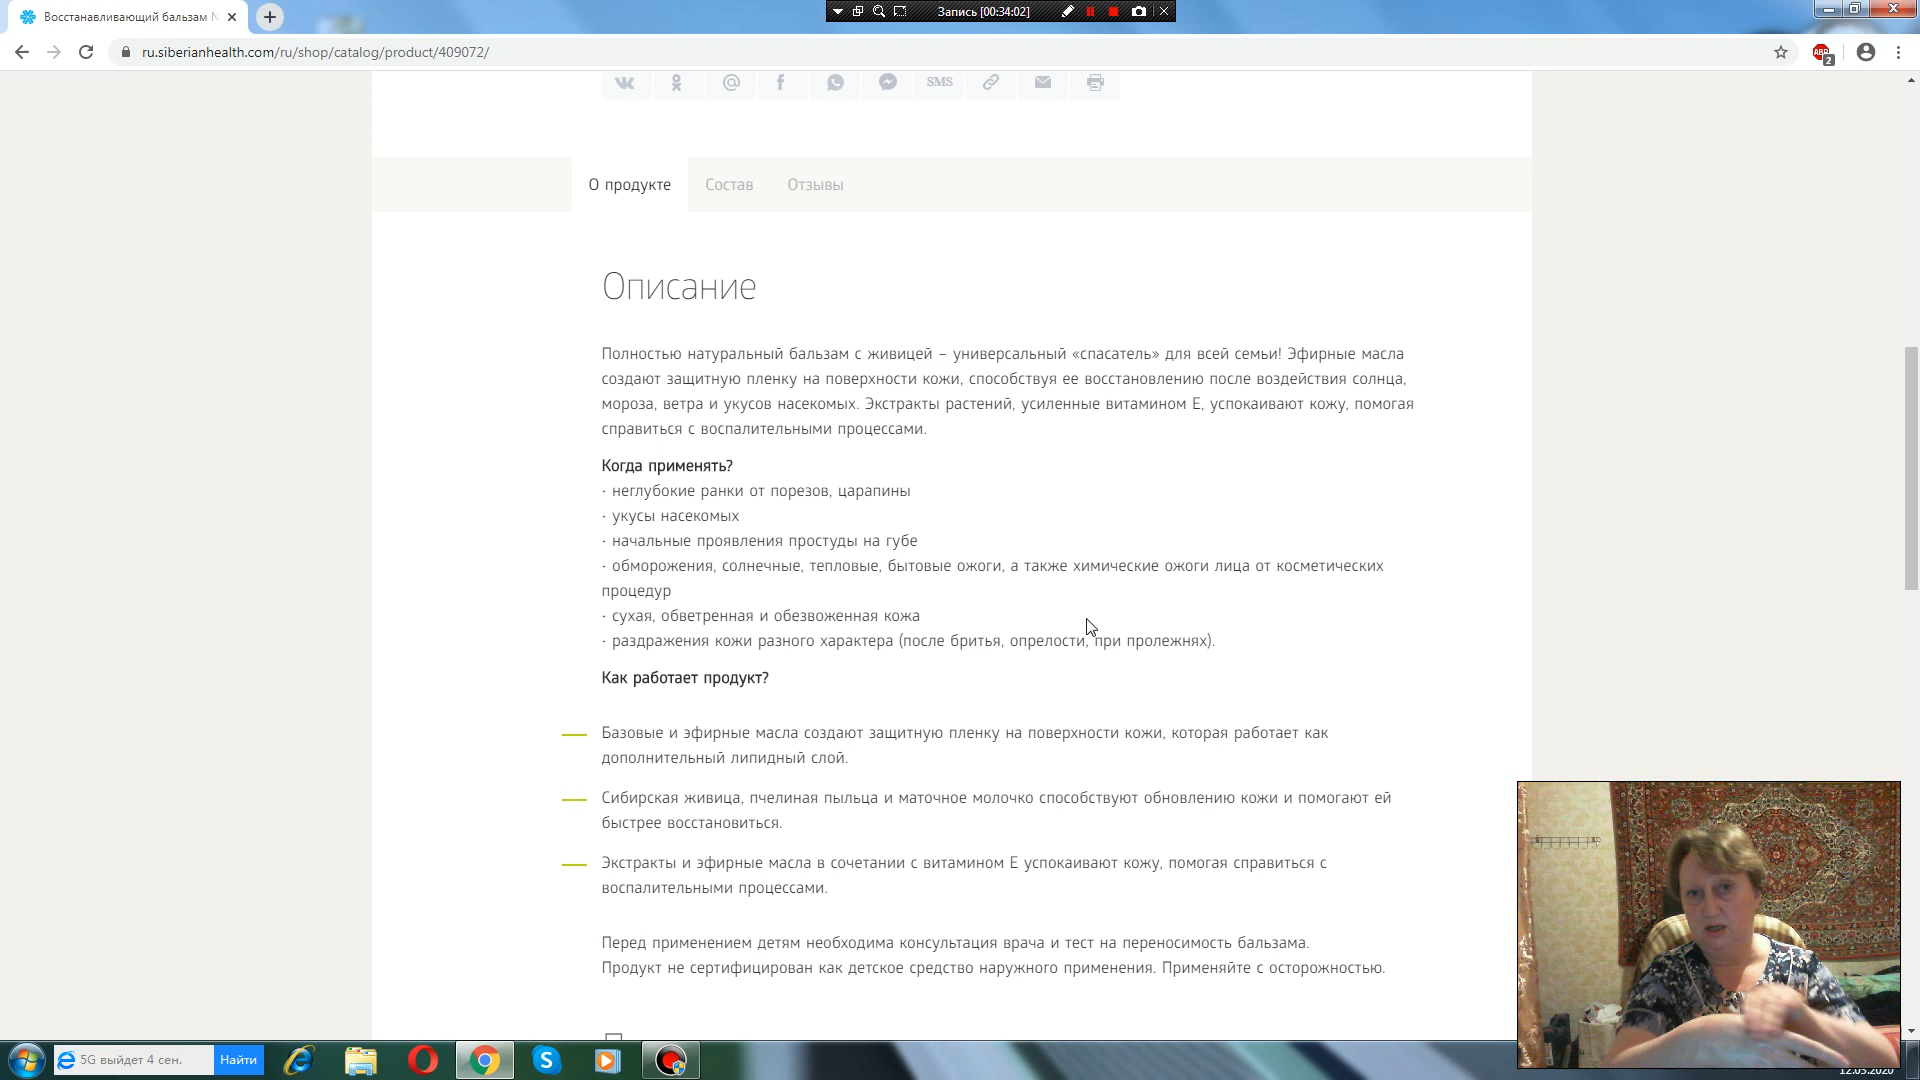 Восстанавливающий бальзам
Запись [00:34:02]
ru.siberianhealth.com/ru/shop/catalog/product/409072/
ABP
2
SMS
О продукте
Состав
Отзывы
Описание
Полностью натуральный бальзам с живицей – универсальный «спасатель» для всей семьи! Эфирные масла
создают защитную пленку на поверхности кожи, способствуя ее восстановлению после воздействия солнца,
мороза, ветра и укусов насекомых. Экстракты растений, усиленные витамином Е, успокаивают кожу, помогая
справиться с воспалительными процессами.
Когда применять?
· неглубокие ранки от порезов, царапины
· укусы насекомых
· начальные проявления простуды на губе
· обморожения, солнечные, тепловые, бытовые ожоги, а также химические ожоги лица от косметических
процедур
· сухая, обветренная и обезвоженная кожа
· раздражения кожи разного характера (после бритья, опрелости, при пролежнях).
Как работает продукт?
Базовые и эфирные масла создают защитную пленку на поверхности кожи, которая работает как
дополнительный липидный слой.
Сибирская живица, пчелиная пыльца и маточное молочко способствуют обновлению кожи и помогают ей
быстрее восстановиться.
Экстракты и эфирные масла в сочетании с витамином Е успокаивают кожу, помогая справиться с
воспалительными процессами.
Перед применением детям необходима консультация врача и тест на переносимость бальзама.
Продукт не сертифицирован как детское средство наружного применения. Применяйте с осторожностью.
5G выйдет 4 сен.
Найти
12.03.2020